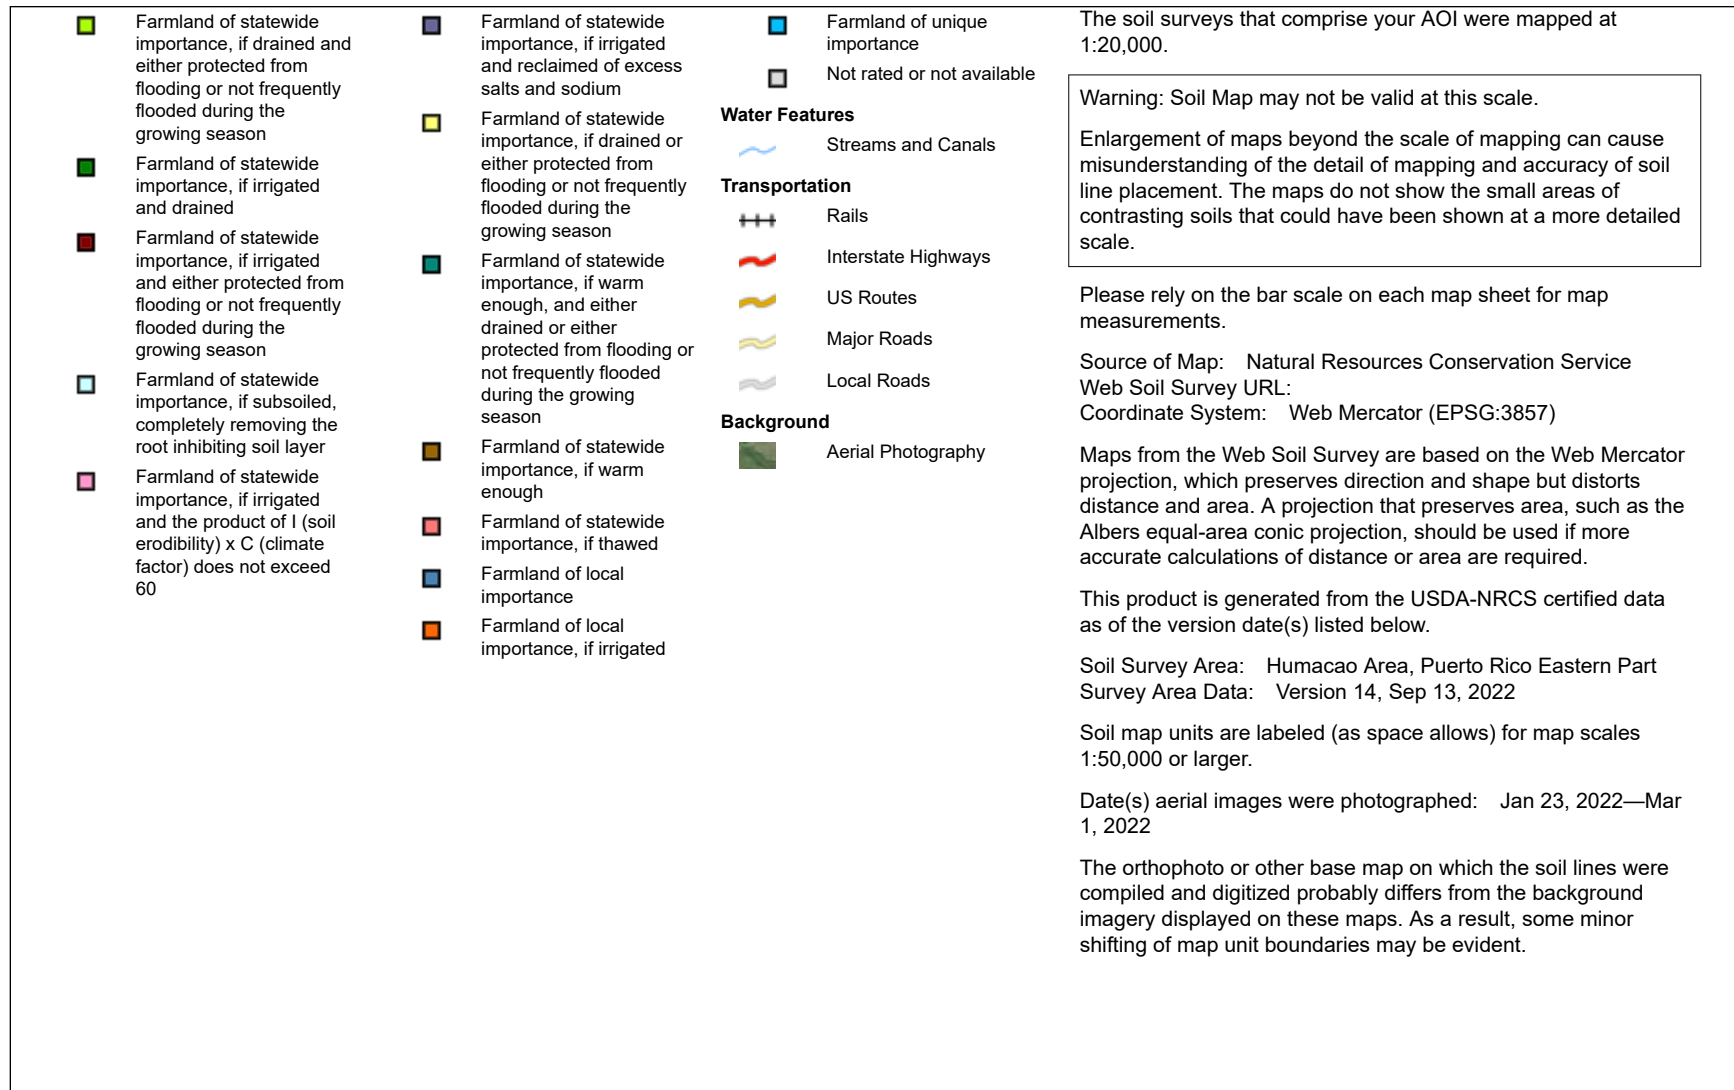 Farmland of statewide
importance, if drained and
either protected from
flooding or not frequently
flooded during the
growing season
Farmland of statewide
importance, if irrigated
and drained
Farmland of statewide
importance, if irrigated
and either protected from
flooding or not frequently
flooded during the
growing season
Farmland of statewide
importance, if subsoiled,
completely removing the
root inhibiting soil layer
Farmland of statewide
importance, if irrigated
and the product of I (soil
erodibility) x C (climate
factor) does not exceed
60
Farmland of statewide
importance, if irrigated
and reclaimed of excess
salts and sodium
Farmland of statewide
importance, if drained or
either protected from
flooding or not frequently
flooded during the
growing season
Farmland of statewide
importance, if warm
enough, and either
drained or either
protected from flooding or
not frequently flooded
during the growing
season
Farmland of statewide
importance, if warm
enough
Farmland of statewide
importance, if thawed
Farmland of local
importance
Farmland of local
importance, if irrigated
Farmland of unique
importance
Not rated or not available
Water Features
Streams and Canals
Transportation
Rails
Interstate Highways
US Routes
Major Roads
Local Roads
Background
Aerial Photography
The soil surveys that comprise your AOI were mapped at
1:20,000.
Warning: Soil Map may not be valid at this scale.
Enlargement of maps beyond the scale of mapping can cause
misunderstanding of the detail of mapping and accuracy of soil
line placement. The maps do not show the small areas of
contrasting soils that could have been shown at a more detailed
scale.
Please rely on the bar scale on each map sheet for map
measurements.
Source of Map: Natural Resources Conservation Service
Web Soil Survey URL:
Coordinate System: Web Mercator (EPSG:3857)
Maps from the Web Soil Survey are based on the Web Mercator
projection, which preserves direction and shape but distorts
distance and area. A projection that preserves area, such as the
Albers equal-area conic projection, should be used if more
accurate calculations of distance or area are required.
This product is generated from the USDA-NRCS certified data
as of the version date(s) listed below.
Soil Survey Area: Humacao Area, Puerto Rico Eastern Part
Survey Area Data: Version 14, Sep 13, 2022
Soil map units are labeled (as space allows) for map scales
1:50,000 or larger.
Date(s) aerial images were photographed: Jan 23, 2022—Mar
1, 2022
The orthophoto or other base map on which the soil lines were
compiled and digitized probably differs from the background
imagery displayed on these maps. As a result, some minor
shifting of map unit boundaries may be evident.